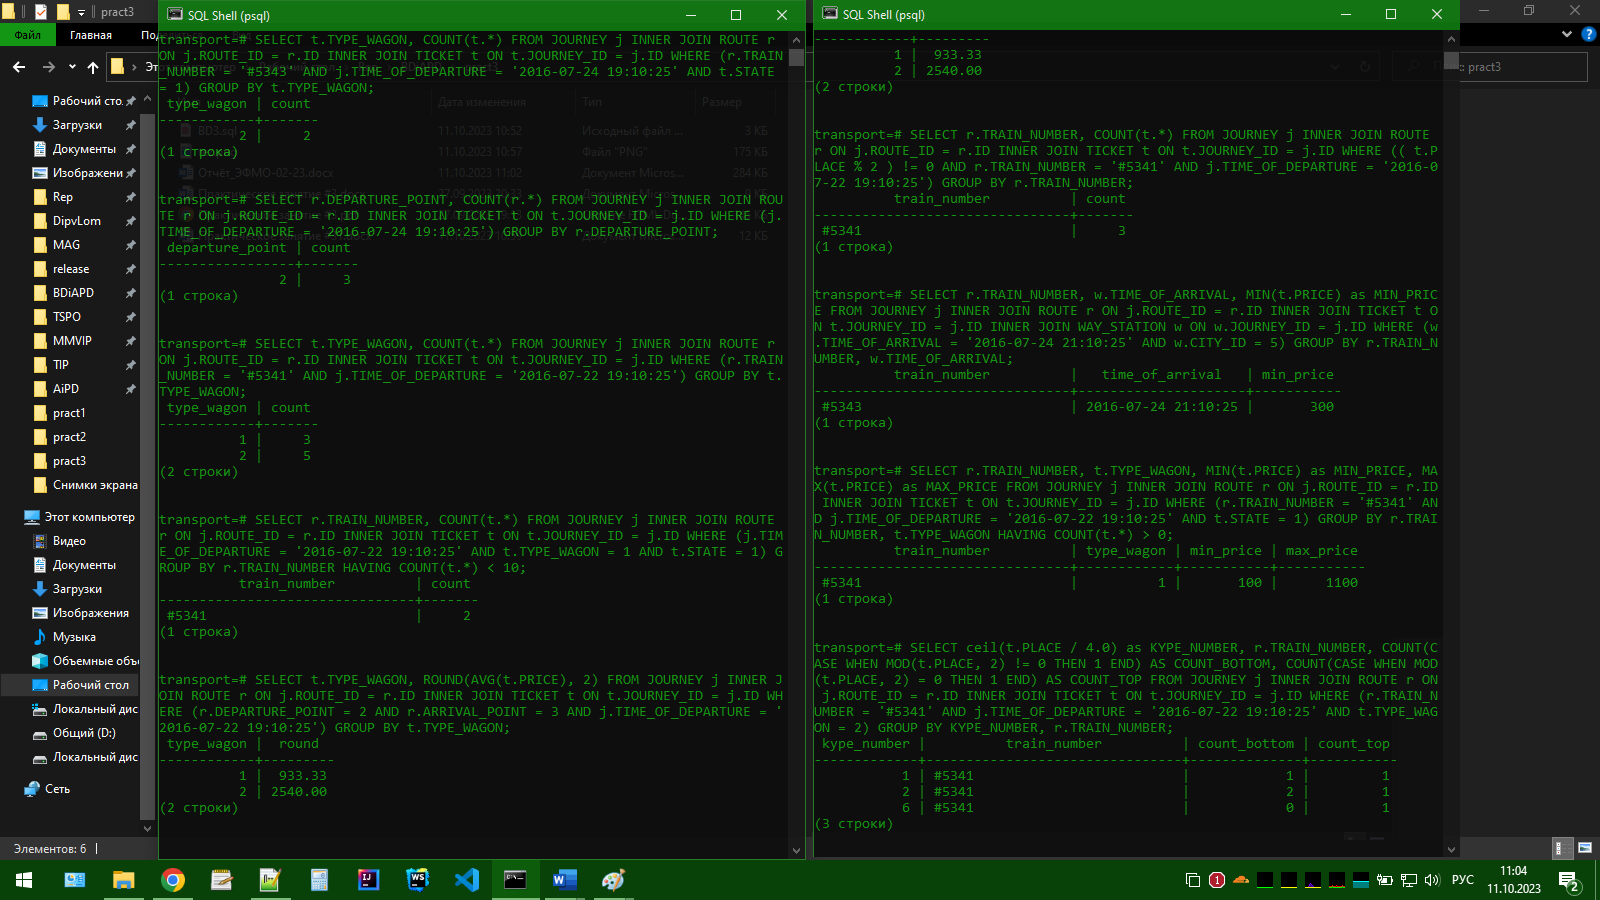 pract3
Файл
Главная
Рабочий сто.
Загрузки
Документы
Изображени
Rep
DipvLom
MAG
release
BDiAPD
TSPO
MMVIP
TIP
AiPD
pract1
pract2
pract3
Снимки экрана
Этот компьютер
Видео
Документы
Загрузки
Изображения
Музыка
Объемные объ
Рабочий стол
Локальный дис
Общий (D:)
Локальный дис
Сеть
Элементов: 6
SQL Shell (psql)
transport=# SELECT t.TYPE_WAGON, COUNT(t.*) FROM JOURNEY j INNER JOIN ROUTE r
ON j.ROUTE_ID = r.ID INNER JOIN TICKET t ON t.JOURNEY_ID = j.ID WHERE (r.TRAIN
_NUMBER = '#5343' AND j.TIME_OF_DEPARTURE = '2016-07-24 19:10:25' AND t.STATE
= 1) GROUP BY t.TYPE_WAGON;
type_wagon | count
------------+-------
2 | 2
(1 строка)
transport=# SELECT r.DEPARTURE_POINT, COUNT(r.*) FROM JOURNEY j INNER JOIN ROU
TE r ON j.ROUTE_ID = r.ID INNER JOIN TICKET t ON t.JOURNEY_ID = j.ID WHERE (j.
TIME_OF_DEPARTURE = '2016-07-24 19:10:25') GROUP BY r.DEPARTURE_POINT;
departure_point | count
-----------------+-------
2 | 3
(1 строка)
transport=# SELECT t.TYPE_WAGON, COUNT(t.*) FROM JOURNEY j INNER JOIN ROUTE r
ON j.ROUTE_ID = r.ID INNER JOIN TICKET t ON t.JOURNEY_ID = j.ID WHERE (r.TRAIN
_NUMBER = '#5341' AND j.TIME_OF_DEPARTURE = '2016-07-22 19:10:25') GROUP BY t.
TYPE_WAGON;
type_wagon | count
------------+-------
1 | 3
2 | 5
(2 строки)
transport=# SELECT r.TRAIN_NUMBER, COUNT(t.*) FROM JOURNEY j INNER JOIN ROUTE
r ON j.ROUTE_ID = r.ID INNER JOIN TICKET t ON t.JOURNEY_ID = j.ID WHERE (j.TIM
E_OF_DEPARTURE = '2016-07-22 19:10:25' AND t.TYPE_WAGON = 1 AND t.STATE = 1) G
ROUP BY r.TRAIN_NUMBER HAVING COUNT(t.*) < 10;
train_number | count
--------------------------------+-------
#5341 | 2
(1 строка)
transport=# SELECT t.TYPE_WAGON, ROUND(AVG(t.PRICE), 2) FROM JOURNEY j INNER J
OIN ROUTE r ON j.ROUTE_ID = r.ID INNER JOIN TICKET t ON t.JOURNEY_ID = j.ID WH
ERE (r.DEPARTURE_POINT = 2 AND r.ARRIVAL_POINT = 3 AND j.TIME_OF_DEPARTURE = '
2016-07-22 19:10:25') GROUP BY t.TYPE_WAGON;
type_wagon | round
------------+---------
1 | 933.33
2 | 2540.00
(2 строки)
SQL Shell (psql)
------------+---------
1 | 933.33
2 | 2540.00
(2 строки)
transport=# SELECT r.TRAIN_NUMBER, COUNT(t.*) FROM JOURNEY j INNER JOIN ROUTE
r ON j.ROUTE_ID = r.ID INNER JOIN TICKET t ON t.JOURNEY_ID = j.ID WHERE (( t.P
LACE % 2 ) != 0 AND r.TRAIN_NUMBER = '#5341' AND j.TIME_OF_DEPARTURE = '2016-0
7-22 19:10:25') GROUP BY r.TRAIN_NUMBER;
train_number | count
--------------------------------+-------
#5341 | 3
(1 строка)
transport=# SELECT r.TRAIN_NUMBER, w.TIME_OF_ARRIVAL, MIN(t.PRICE) as MIN_PRIC
E FROM JOURNEY j INNER JOIN ROUTE r ON j.ROUTE_ID = r.ID INNER JOIN TICKET t O
N t.JOURNEY_ID = j.ID INNER JOIN WAY_STATION w ON w.JOURNEY_ID = j.ID WHERE (w
.TIME_OF_ARRIVAL = '2016-07-24 21:10:25' AND w.CITY_ID = 5) GROUP BY r.TRAIN_N
UMBER, w.TIME_OF_ARRIVAL;
train_number | time_of_arrival | min_price
--------------------------------+---------------------+-----------
#5343 | 2016-07-24 21:10:25 | 300
(1 строка)
transport=# SELECT r.TRAIN_NUMBER, t.TYPE_WAGON, MIN(t.PRICE) as MIN_PRICE, MA
X(t.PRICE) as MAX_PRICE FROM JOURNEY j INNER JOIN ROUTE r ON j.ROUTE_ID = r.ID
INNER JOIN TICKET t ON t.JOURNEY_ID = j.ID WHERE (r.TRAIN_NUMBER = '#5341' AN
D j.TIME_OF_DEPARTURE = '2016-07-22 19:10:25' AND t.STATE = 1) GROUP BY r.TRAI
N_NUMBER, t.TYPE_WAGON HAVING COUNT(t.*) > 0;
train_number | type_wagon | min_price | max_price
--------------------------------+------------+-----------+-----------
#5341 | 1 | 100 | 1100
(1 строка)
transport=# SELECT ceil(t.PLACE / 4.0) as KYPE_NUMBER, r.TRAIN_NUMBER, COUNT(C
ASE WHEN MOD(t.PLACE, 2) != 0 THEN 1 END) AS COUNT_BOTTOM, COUNT(CASE WHEN MOD
(t.PLACE, 2) = 0 THEN 1 END) AS COUNT_TOP FROM JOURNEY j INNER JOIN ROUTE r ON
j.ROUTE_ID = r.ID INNER JOIN TICKET t ON t.JOURNEY_ID = j.ID WHERE (r.TRAIN_N
UMBER = '#5341' AND j.TIME_OF_DEPARTURE = '2016-07-22 19:10:25' AND t.TYPE_WAG
ON = 2) GROUP BY KYPE_NUMBER, r.TRAIN_NUMBER;
kype_number | train_number | count_bottom | count_top
-------------+--------------------------------+--------------+-----------
1 | #5341 | 1 | 1
2 | #5341 | 2 | 1
6 | #5341 | 0 | 1
(3 строки)
: pract3
РУС
11:04
11.10.2023
2